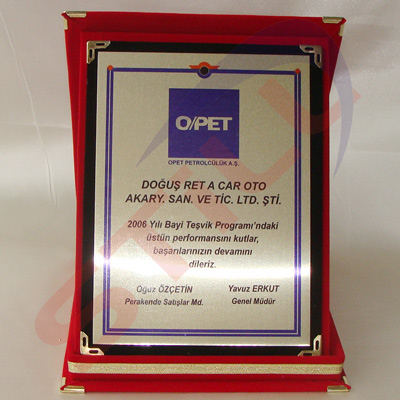 O/PET
OPET PETROLCÜLÜK A.Ş.
DOĞUŞ RET A CAR OTO
AKARY. SAN. VE TİC. LTD. ŞTİ.
2006 Yılı Bayi Teşvik Programı'ndaki
üstün performansını kutlar,
başarılarınızın devamını
dileriz.
Oğuz ÖZÇETİN Yavuz ERKUT
Perakende Satışlar Md. Genel Müdür